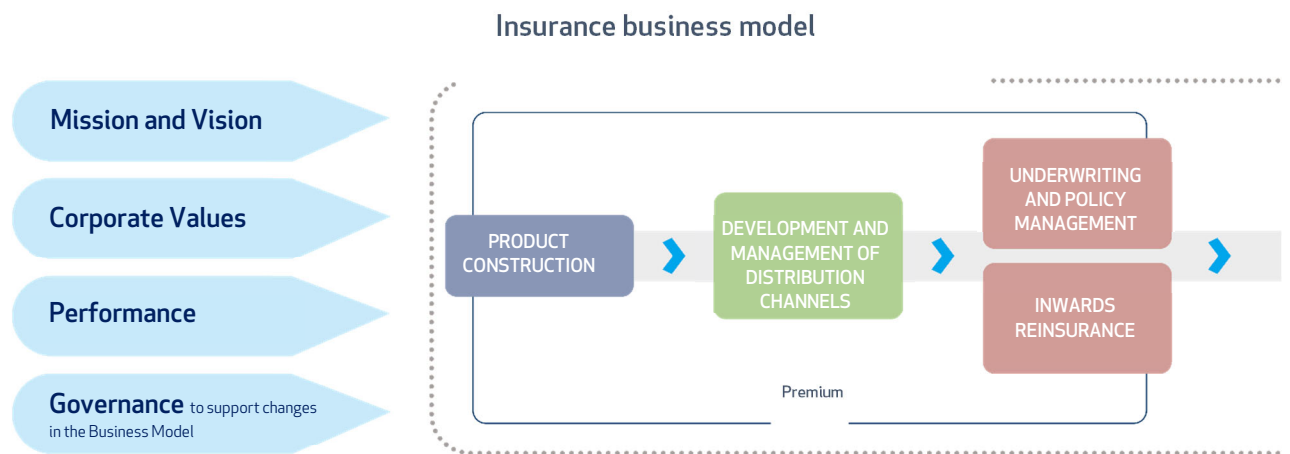 Insurance business model
Mission and Vision
Corporate Values
Performance
Governance to support changes
in the Business Model
PRODUCT
CONSTRUCTION
DEVELOPMENT AND
MANAGEMENT OF
DISTRIBUTION
CHANNELS
UNDERWRITING
AND POLICY
MANAGEMENT
INWARDS
REINSURANCE
Premium